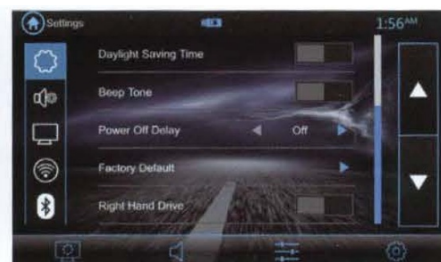 Settings
1:56AM
Daylight Saving Time
Beep Tone
Power Off Delay
Off
Factory Default
Right Hand Drive